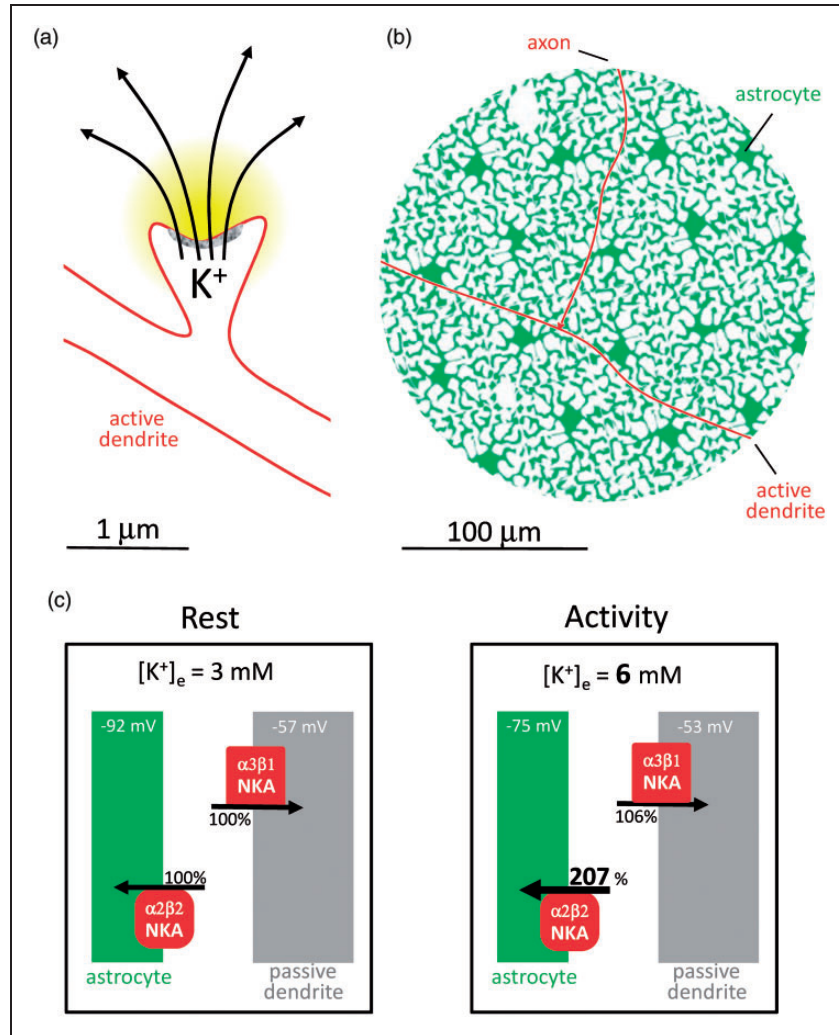 (a)
K⁺
active
dendrite
1 μm
(b)
axon
astrocyte
active
dendrite
100 μm
(c)
Rest
[K⁺]ₑ = 3 mM
-92 mV
-57 mV
α3β1
NKA
100%
100%
α2β2
NKA
astrocyte
passive
dendrite
Activity
[K⁺]ₑ = 6 mM
-75 mV
-53 mV
α3β1
NKA
106%
207 %
α2β2
NKA
astrocyte
passive
dendrite